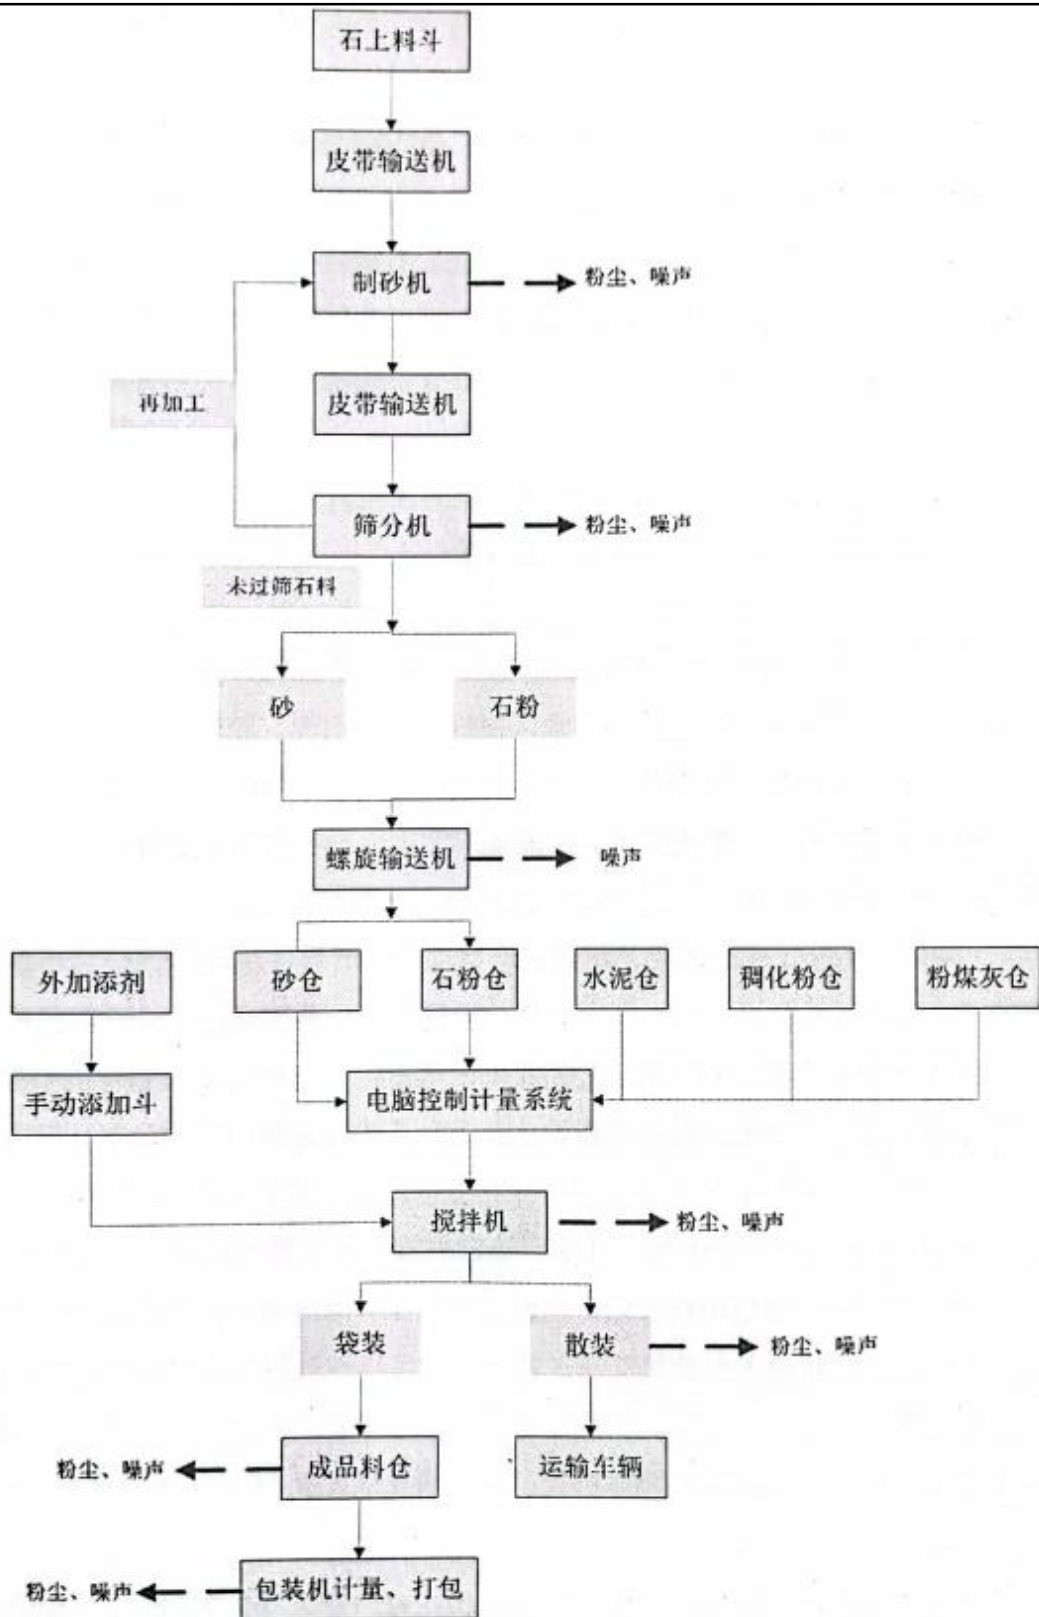 石上料斗
皮带输送机
制砂机
粉尘、噪声
再加工
皮带输送机
筛分机
粉尘、噪声
未过筛石料
砂
石粉
螺旋输送机
噪声
外加添剂
砂仓
石粉仓
水泥仓
稠化粉仓
粉煤灰仓
手动添加斗
电脑控制计量系统
搅拌机
粉尘、噪声
袋装
散装
粉尘、噪声
粉尘、噪声
成品料仓
运输车辆
粉尘、噪声
包装机计量、打包